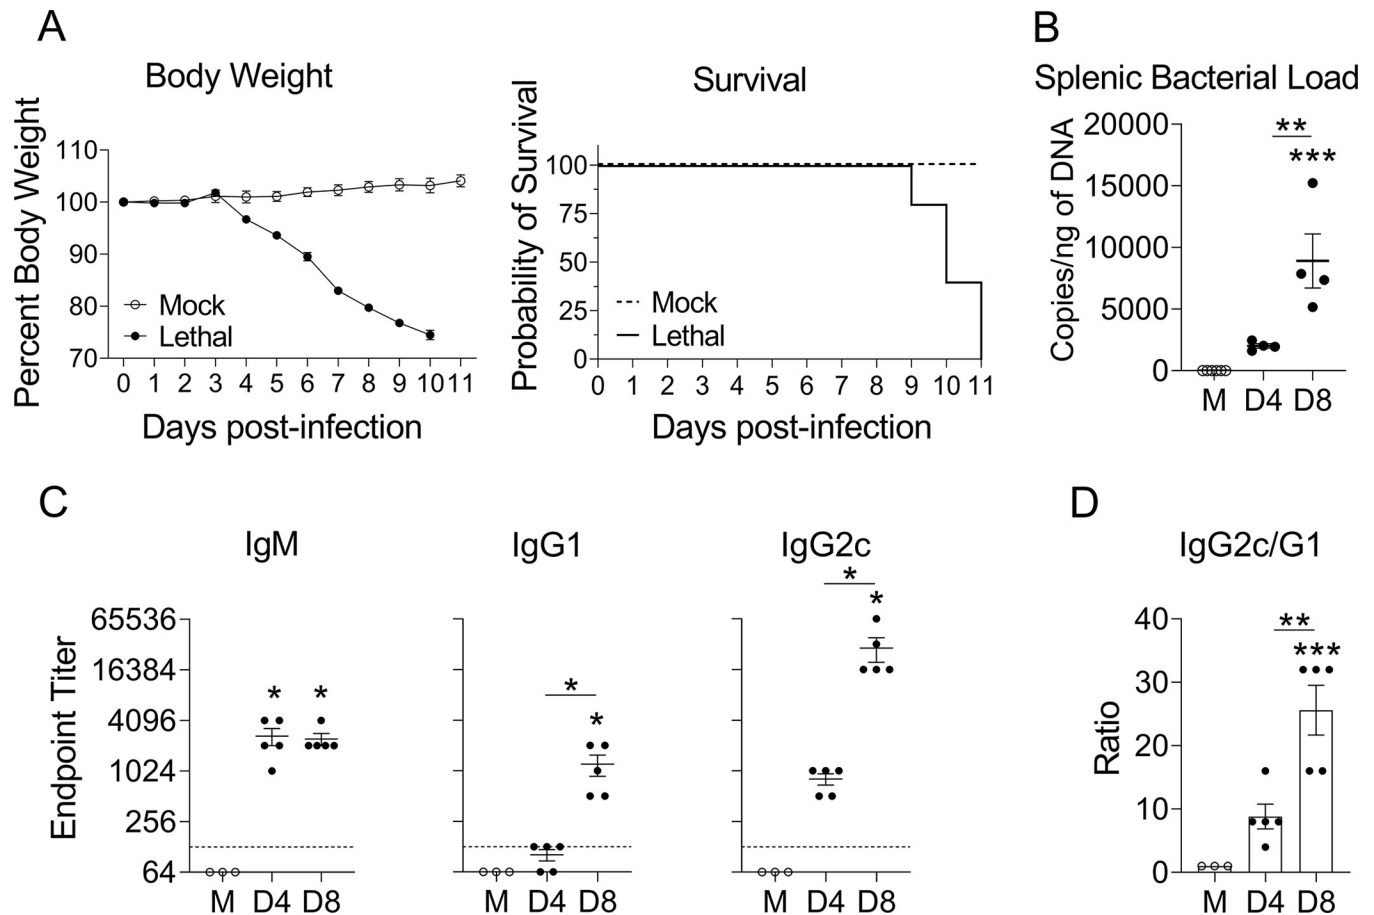 A
Body Weight
Percent Body Weight
110
100
90
80
70
Mock
Lethal
0 1 2 3 4 5 6 7 8 9 10 11
Days post-infection
Survival
Probability of Survival
100
75
50
25
0
Mock
Lethal
0 1 2 3 4 5 6 7 8 9 10 11
Days post-infection
B
Splenic Bacterial Load
Copies/ng of DNA
20000
15000
10000
5000
0
**
***
M D4 D8
C
IgM
Endpoint Titer
65536
16384
4096
1024
256
64
* *
M D4 D8
IgG1
*
*
M D4 D8
IgG2c
*
*
M D4 D8
D
IgG2c/G1
Ratio
40
30
20
10
0
**
***
M D4 D8